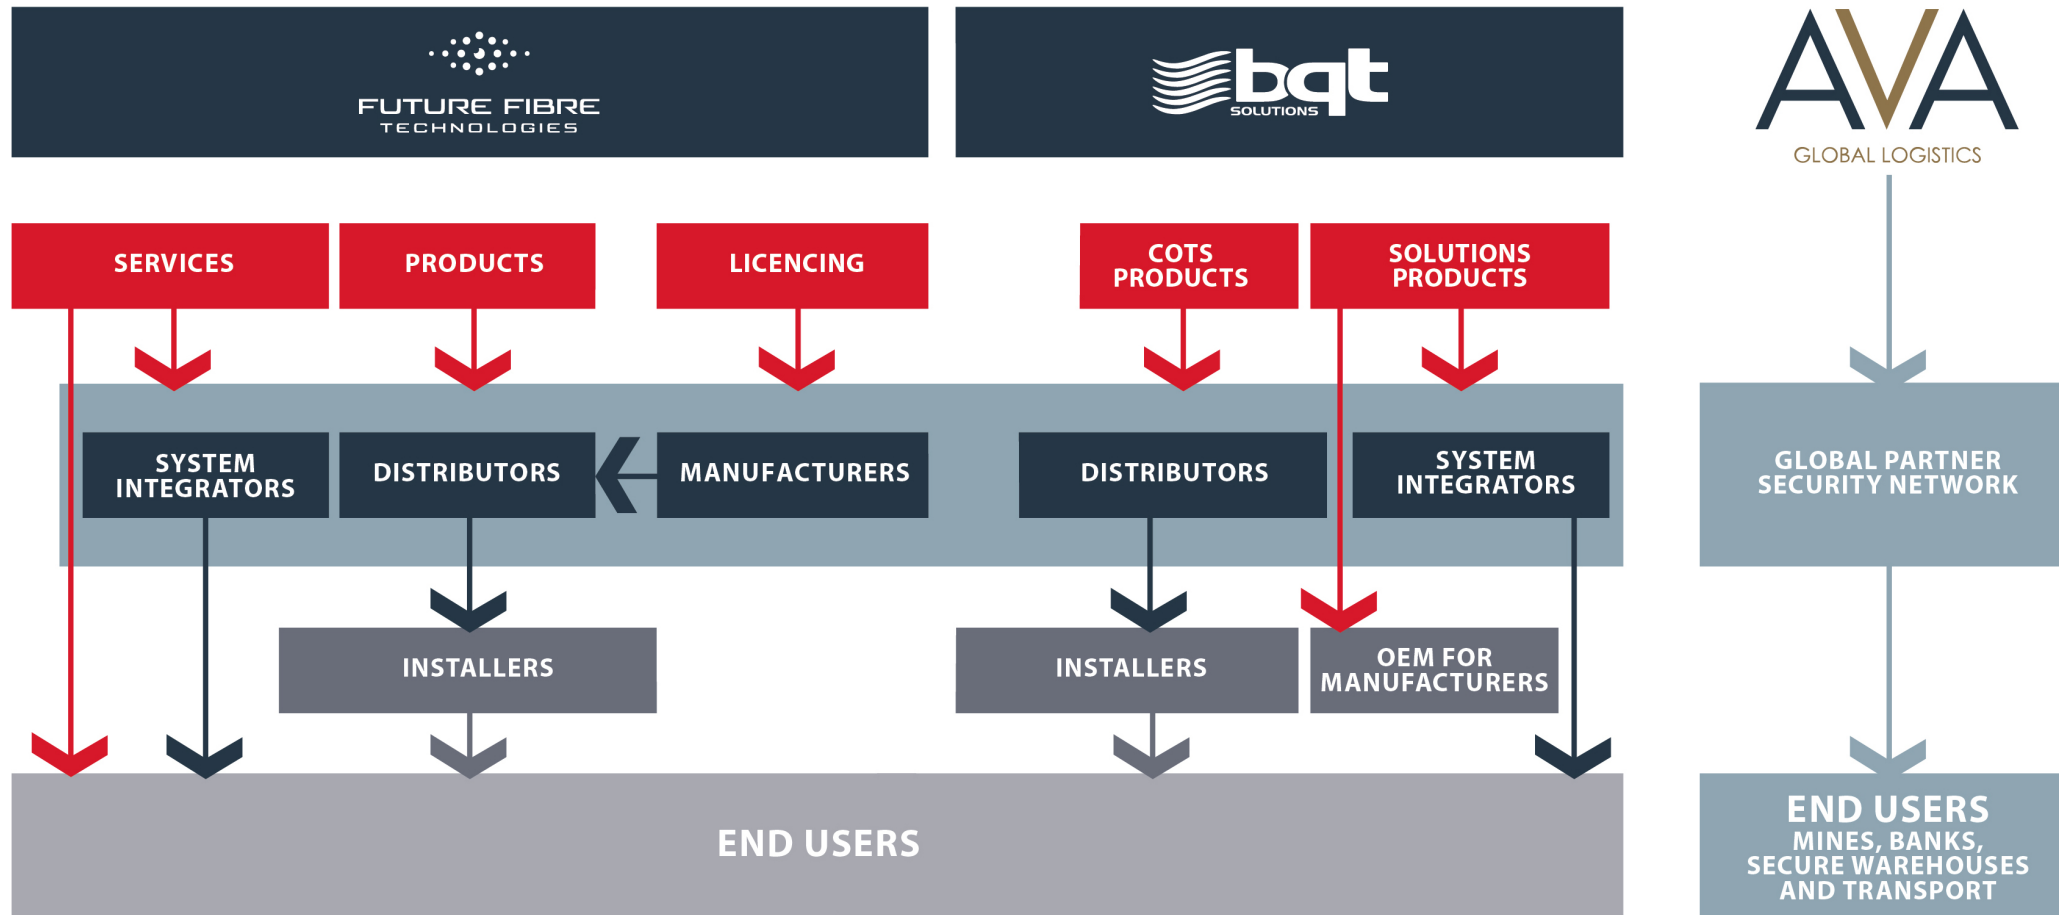 FUTURE FIBRE
TECHNOLOGIES
bqt
SOLUTIONS
AVA
GLOBAL LOGISTICS
SERVICES
PRODUCTS
LICENCING
COTS
PRODUCTS
SOLUTIONS
PRODUCTS
SYSTEM
INTEGRATORS
DISTRIBUTORS
MANUFACTURERS
DISTRIBUTORS
SYSTEM
INTEGRATORS
GLOBAL PARTNER
SECURITY NETWORK
INSTALLERS
INSTALLERS
OEM FOR
MANUFACTURERS
END USERS
END USERS
MINES, BANKS,
SECURE WAREHOUSES
AND TRANSPORT